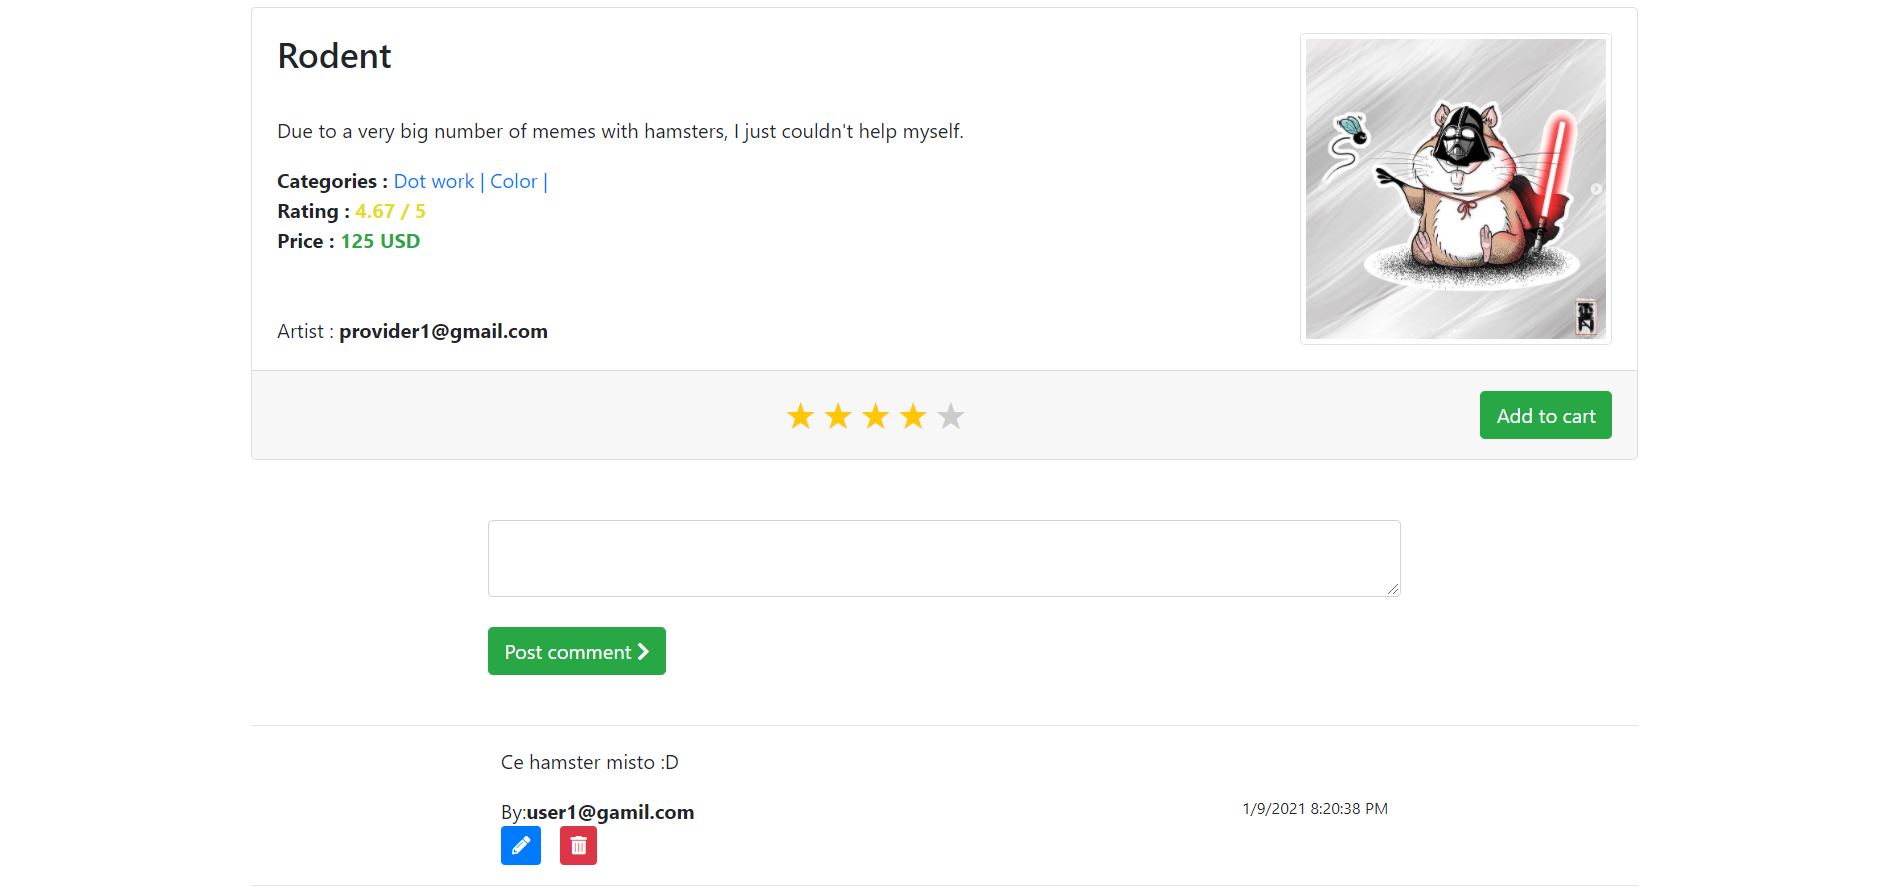 Rodent
Due to a very big number of memes with hamsters, I just couldn't help myself.
Categories : Dot work | Color |
Rating : 4.67 / 5
Price : 125 USD
Artist : provider1@gmail.com
Add to cart
Post comment
Ce hamster misto :D
By:user1@gamil.com
1/9/2021 8:20:38 PM